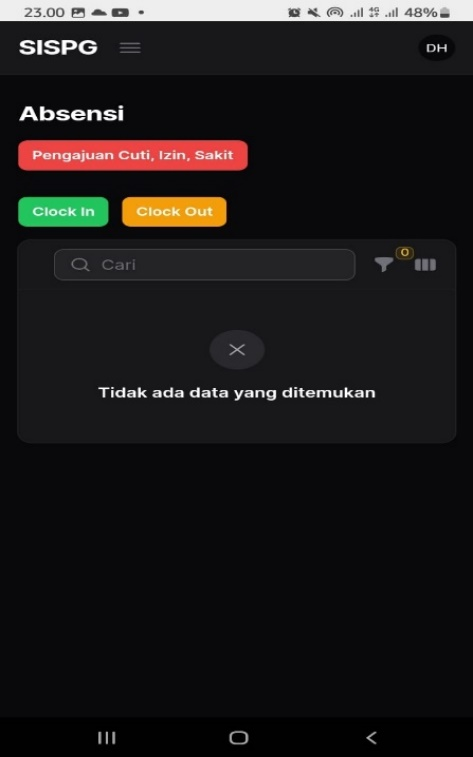 23.00 48%
SISPG DH
Absensi
Pengajuan Cuti, Izin, Sakit
Clock In Clock Out
Cari 0
Tidak ada data yang ditemukan